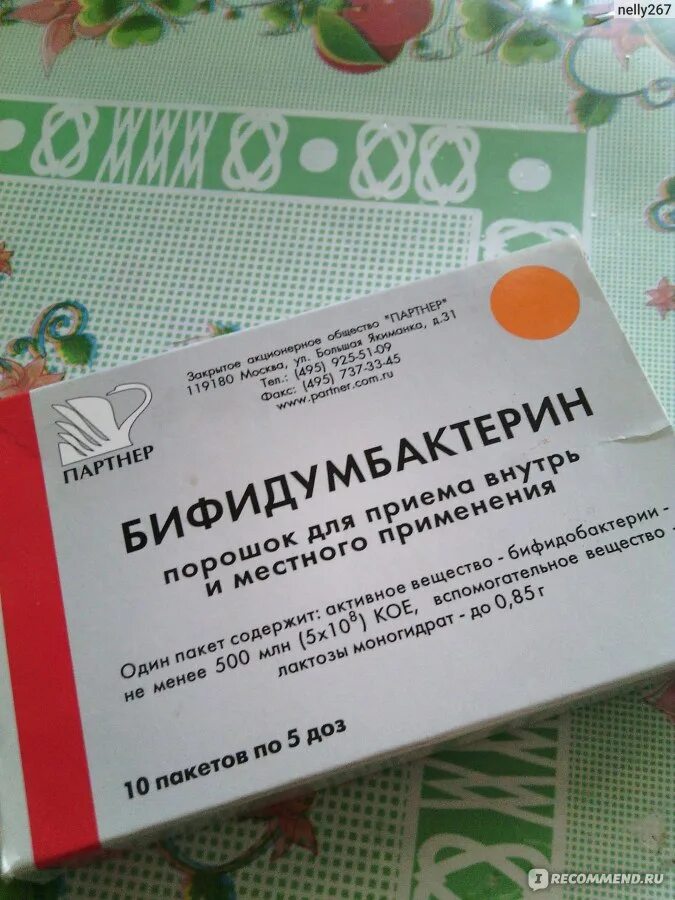 nelly267
Закрытое акционерное общество "ПАРТНЕР"
119180 Москва, ул. Большая Якиманка, д.31
Тел.: (495) 925-51-09
Факс: (495) 737-33-45
www.partner.com.ru
ПАРТНЕР
БИФИДУМБАКТЕРИН
порошок для приема внутрь
и местного применения
Один пакет содержит: активное вещество - бифидобактерии -
не менее 500 млн (5x10⁸) КОЕ, вспомогательное вещество -
лактозы моногидрат - до 0,85 г
10 пакетов по 5 доз
IRECOMMEND.RU